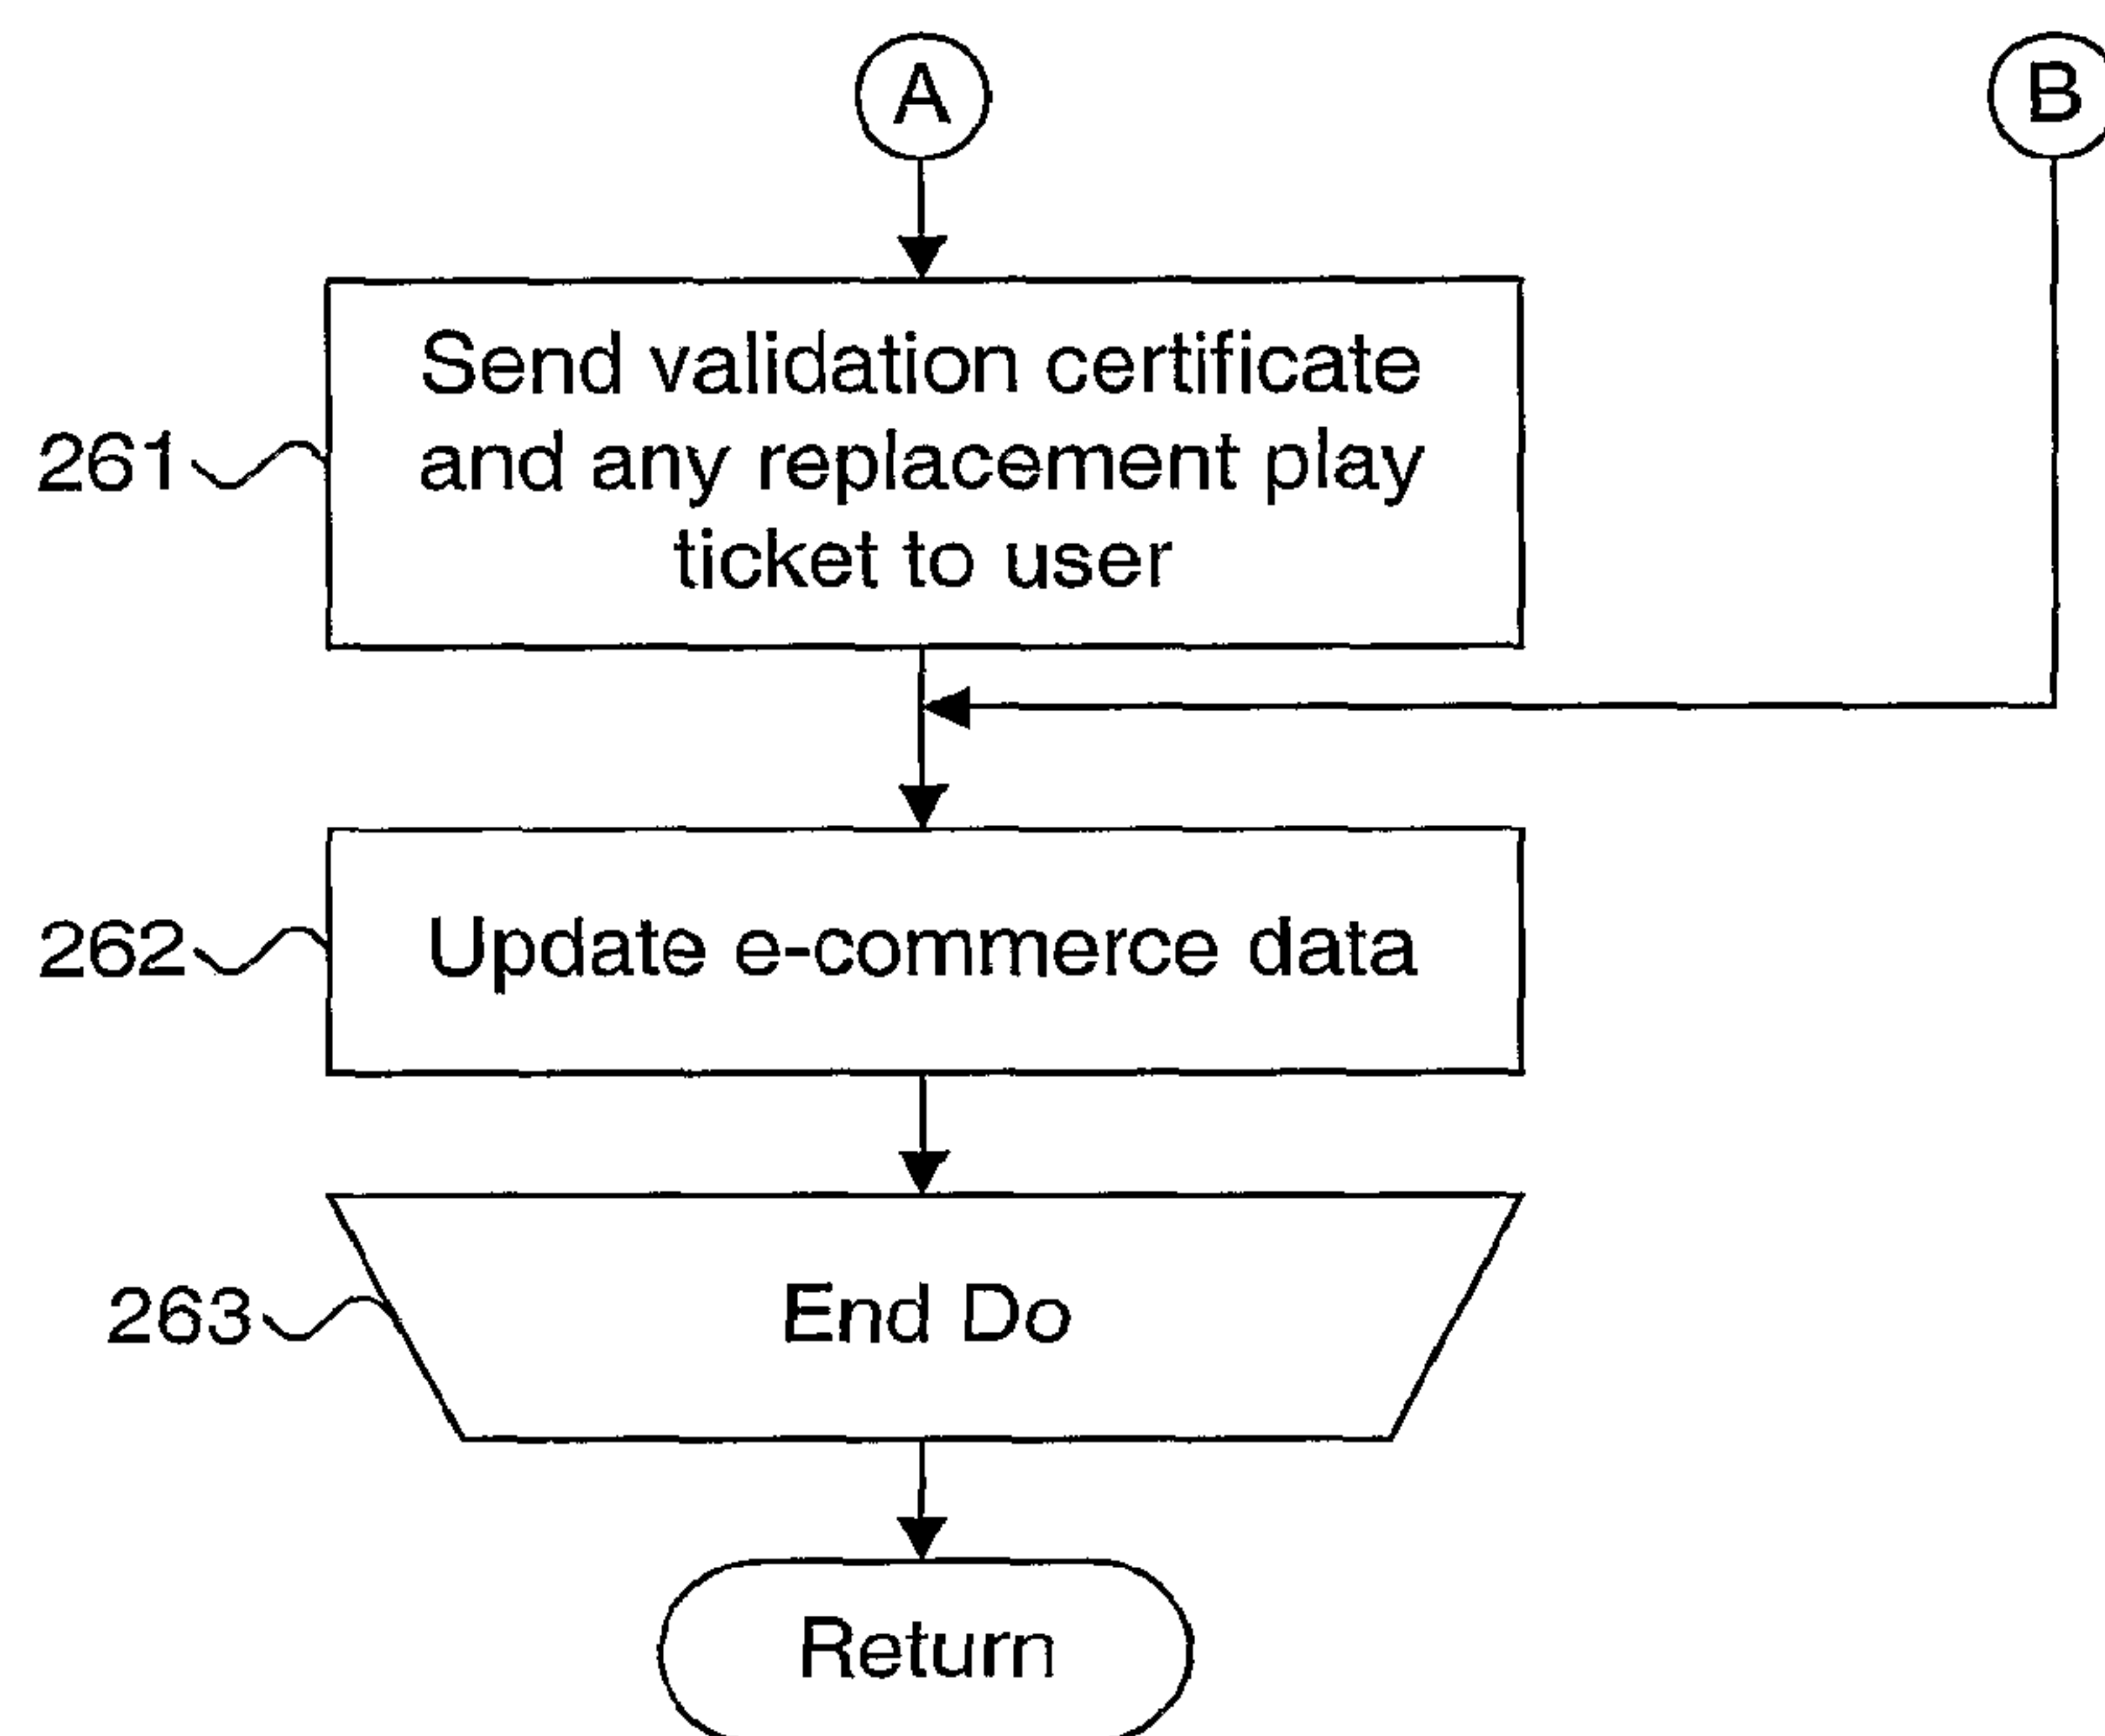 A
B
Send validation certificate
and any replacement play
ticket to user
261
Update e-commerce data
262
End Do
263
Return